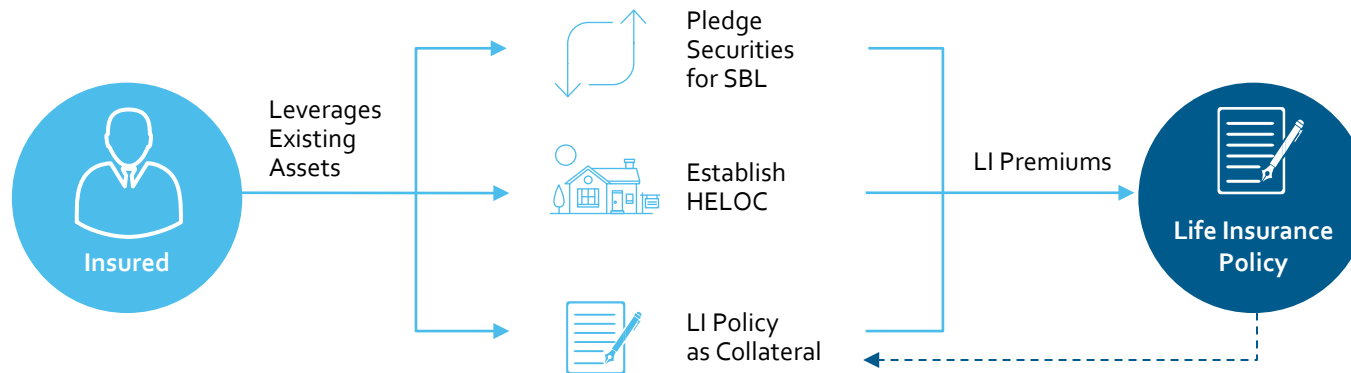 Insured
Leverages
Existing
Assets
Pledge
Securities
for SBL
Establish
HELOC
LI Policy
as Collateral
LI Premiums
Life Insurance
Policy